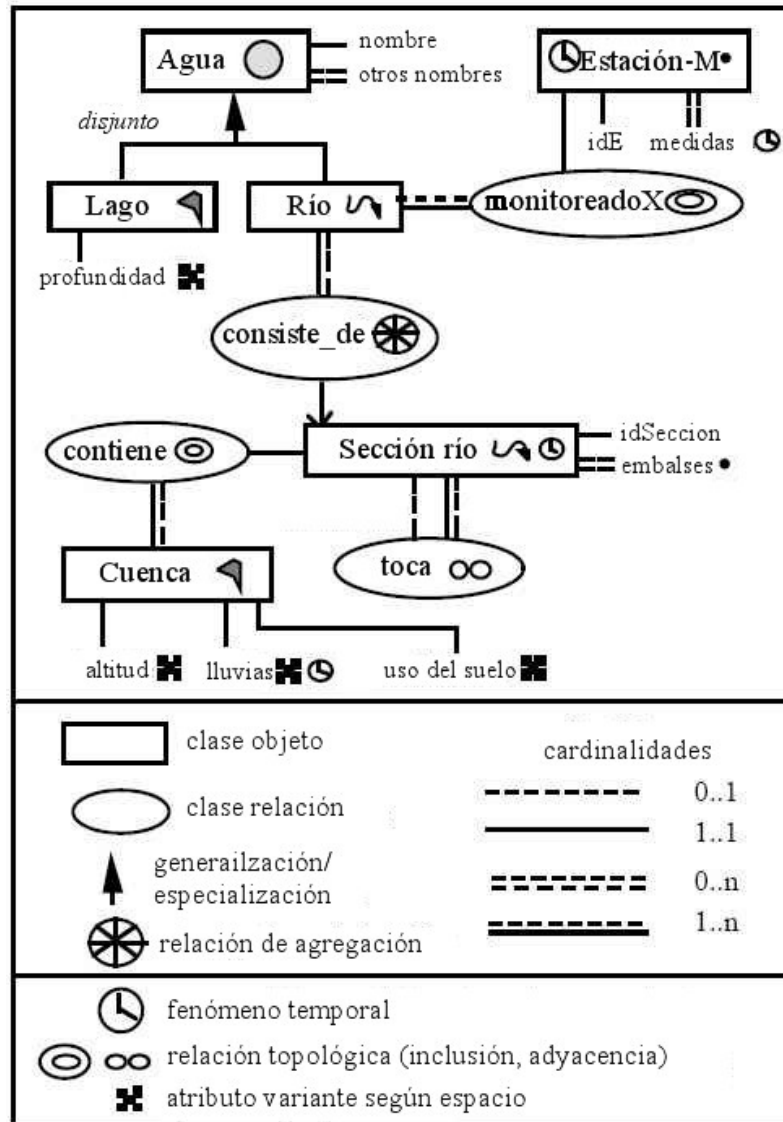 Agua
nombre
otros nombres
Estación-M
idE
medidas
disjunto
Lago
Río
monitoreadoX
profundidad
consiste_de
contiene
Sección río
idSeccion
embalses
Cuenca
toca
altitud
lluvias
uso del suelo
clase objeto
cardinalidades
clase relación
0..1
1..1
generailzación/
especialización
0..n
1..n
relación de agregación
fenómeno temporal
relación topológica (inclusión, adyacencia)
atributo variante según espacio